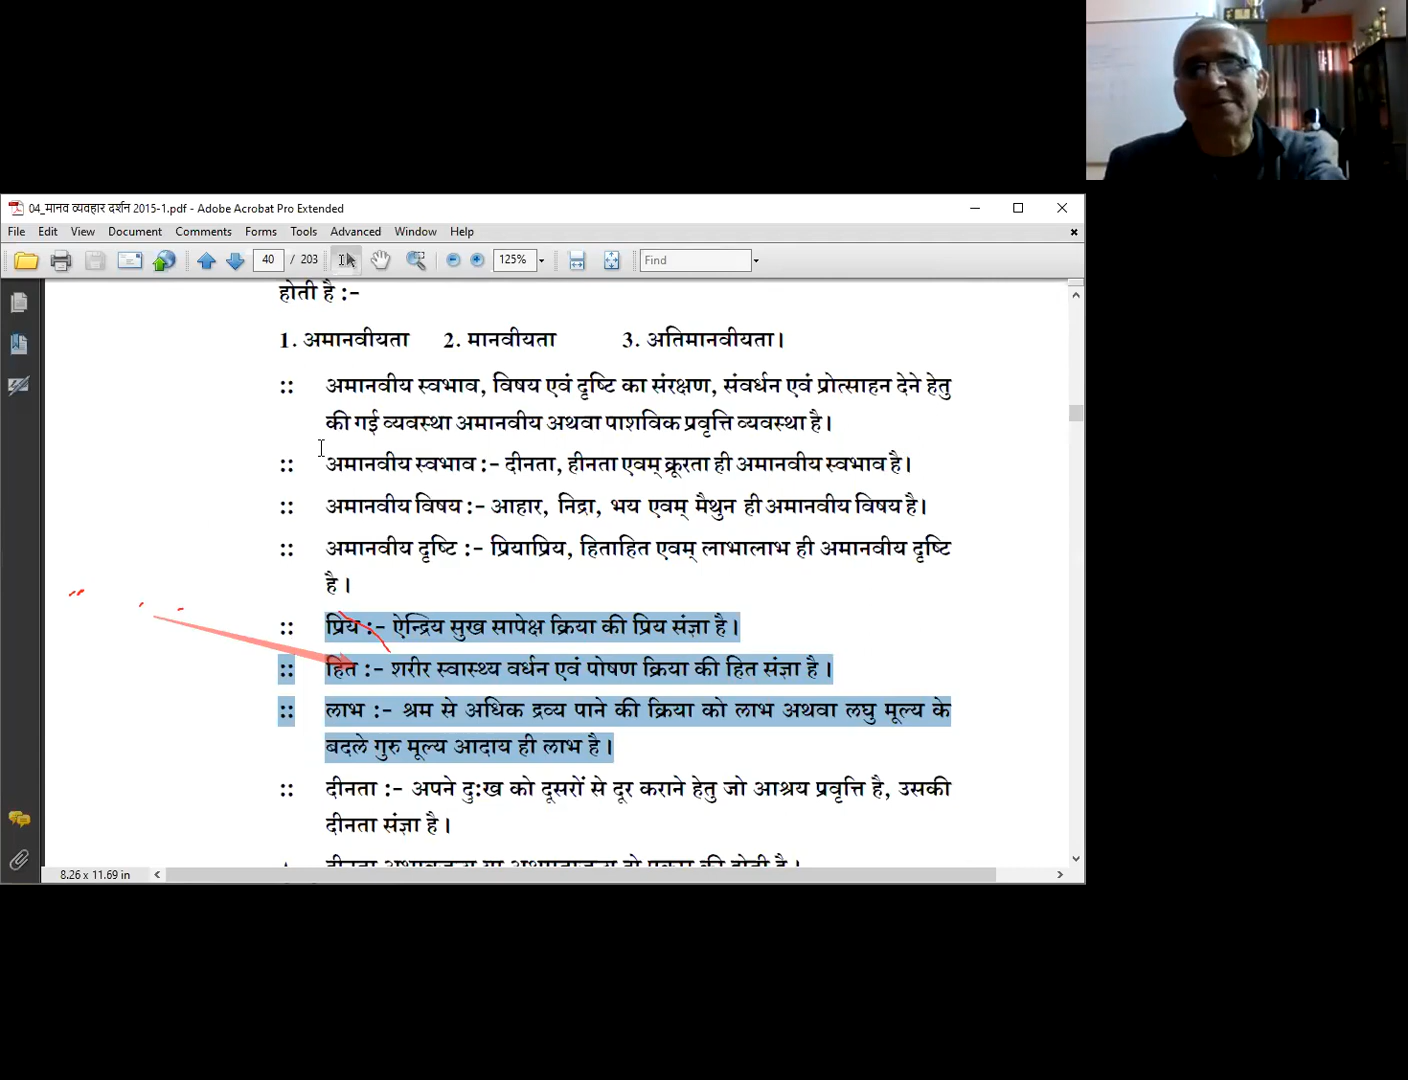 04_मानव व्यवहार दर्शन 2015-1.pdf - Adobe Acrobat Pro Extended
File Edit View Document Comments Forms Tools Advanced Window Help
40 / 203 125% Find
होती है :-
1. अमानवीयता 2. मानवीयता 3. अतिमानवीयता।
:: अमानवीय स्वभाव, विषय एवं दृष्टि का संरक्षण, संवर्धन एवं प्रोत्साहन देने हेतु
की गई व्यवस्था अमानवीय अथवा पाशविक प्रवृत्ति व्यवस्था है।
:: अमानवीय स्वभाव :- दीनता, हीनता एवम् क्रूरता ही अमानवीय स्वभाव है।
:: अमानवीय विषय :- आहार, निद्रा, भय एवम् मैथुन ही अमानवीय विषय है।
:: अमानवीय दृष्टि :- प्रियाप्रिय, हिताहित एवम् लाभालाभ ही अमानवीय दृष्टि
है।
:: प्रिय :- ऐन्द्रिय सुख सापेक्ष क्रिया की प्रिय संज्ञा है।
:: हित :- शरीर स्वास्थ्य वर्धन एवं पोषण क्रिया की हित संज्ञा है।
:: लाभ :- श्रम से अधिक द्रव्य पाने की क्रिया को लाभ अथवा लघु मूल्य के
बदले गुरु मूल्य आदाय ही लाभ है।
:: दीनता :- अपने दु:ख को दूसरों से दूर कराने हेतु जो आश्रय प्रवृत्ति है, उसकी
दीनता संज्ञा है।
8.26 x 11.69 in